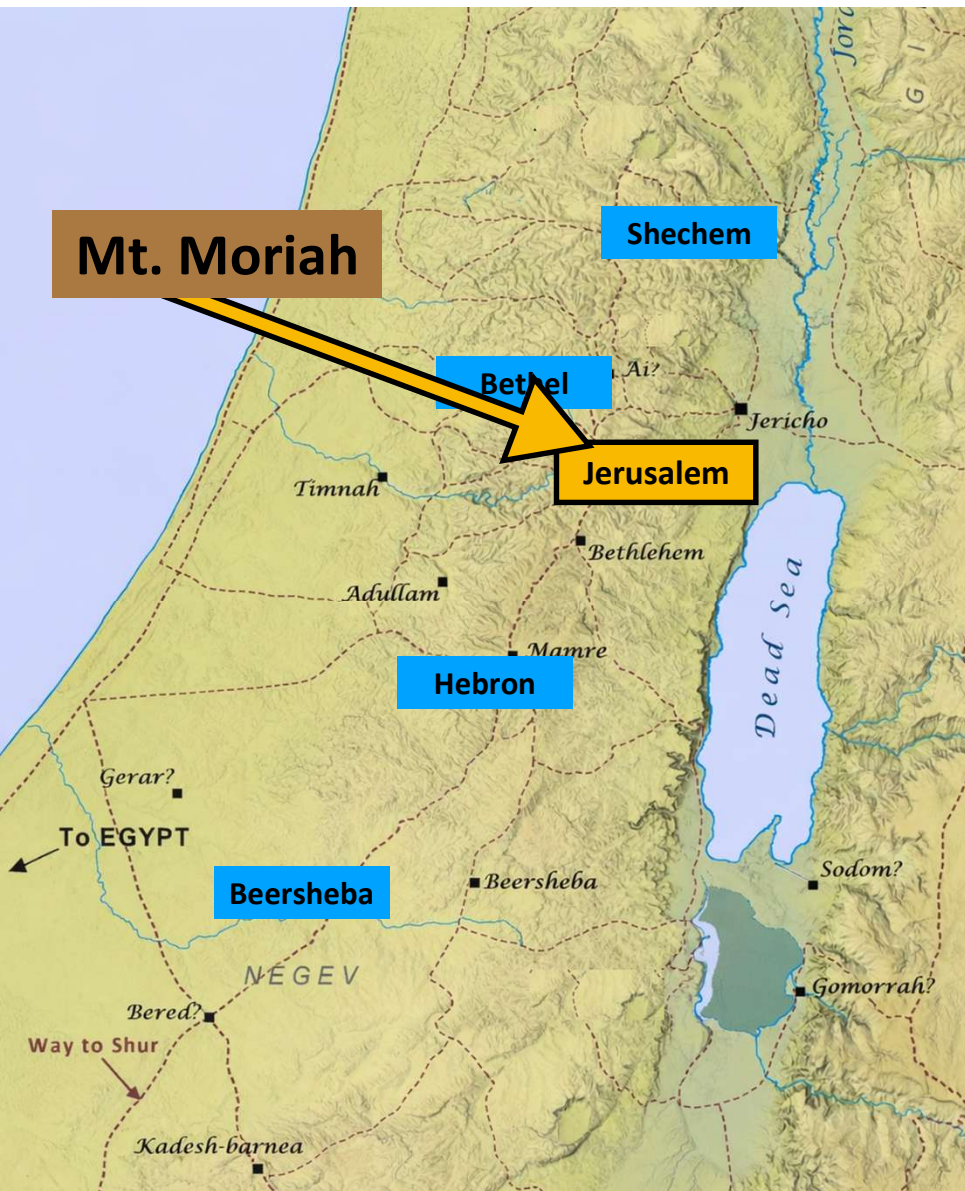 Jor
G I
Shechem
Mt. Moriah
Ai?
Bethel
Jericho
Jerusalem
Timnah
Bethlehem
Adullam
Dead Sea
Mamre
Hebron
Gerar?
To EGYPT
Sodom?
Beersheba
Beersheba
NEGEV
Gomorrah?
Bered?
Way to Shur
Kadesh-barnea